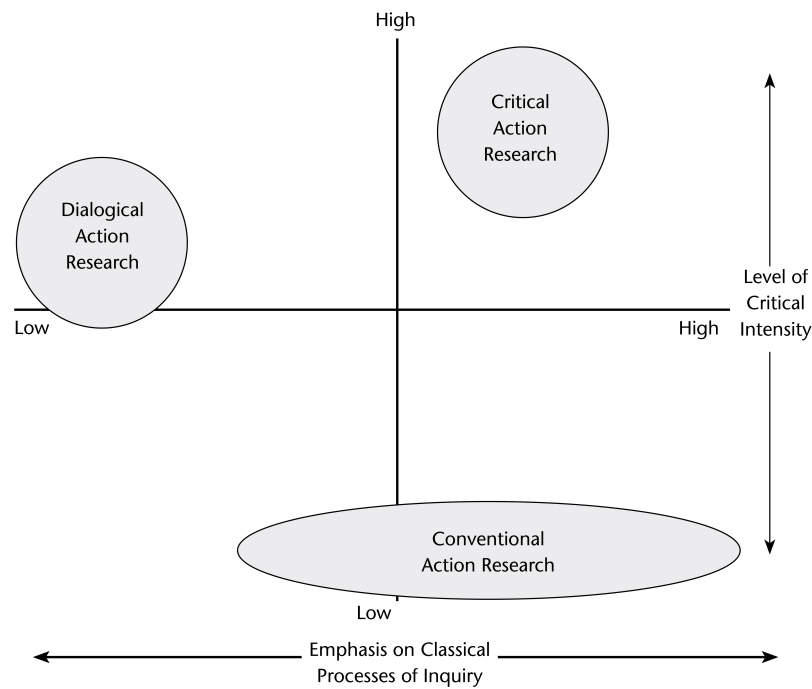 High
Critical
Action
Research
Dialogical
Action
Research
Level of
Critical
Intensity
Low
High
Conventional
Action Research
Low
Emphasis on Classical
Processes of Inquiry